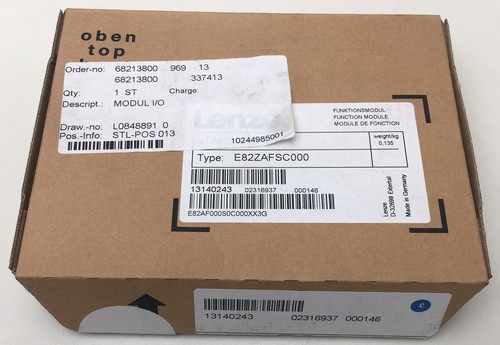 oben
top
Order-no: 68213800 969 13
68213800 337413
Qty: 1 ST Charge:
Descript.: MODUL I/O
Draw.-no: L0848891 0
Pos.-Info: STL-POS 013
10244985001
Lenze
FUNKTIONSMODUL
FUNCTION MODULE
MODULE DE FONCTION
weight/kg
0,135
Type: E82ZAFSC000
13140243 02316937 000146
E82AF000S0C000XX3G
Lenze
D-32699 Extertal
Made in Germany
C
13140243 02316937 000146